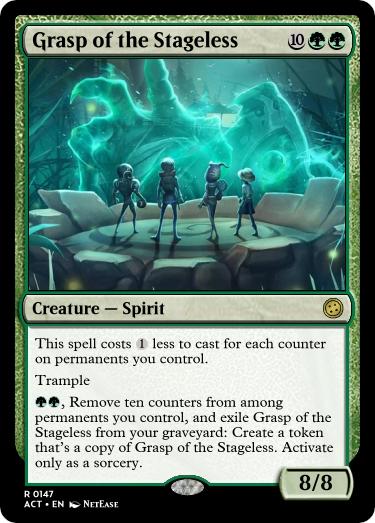 Grasp of the Stageless 10
Creature — Spirit
This spell costs 1 less to cast for each counter
on permanents you control.
Trample
, Remove ten counters from among
permanents you control, and exile Grasp of the
Stageless from your graveyard: Create a token
that's a copy of Grasp of the Stageless. Activate
only as a sorcery.
8/8
R 0147
ACT • EN NetEase